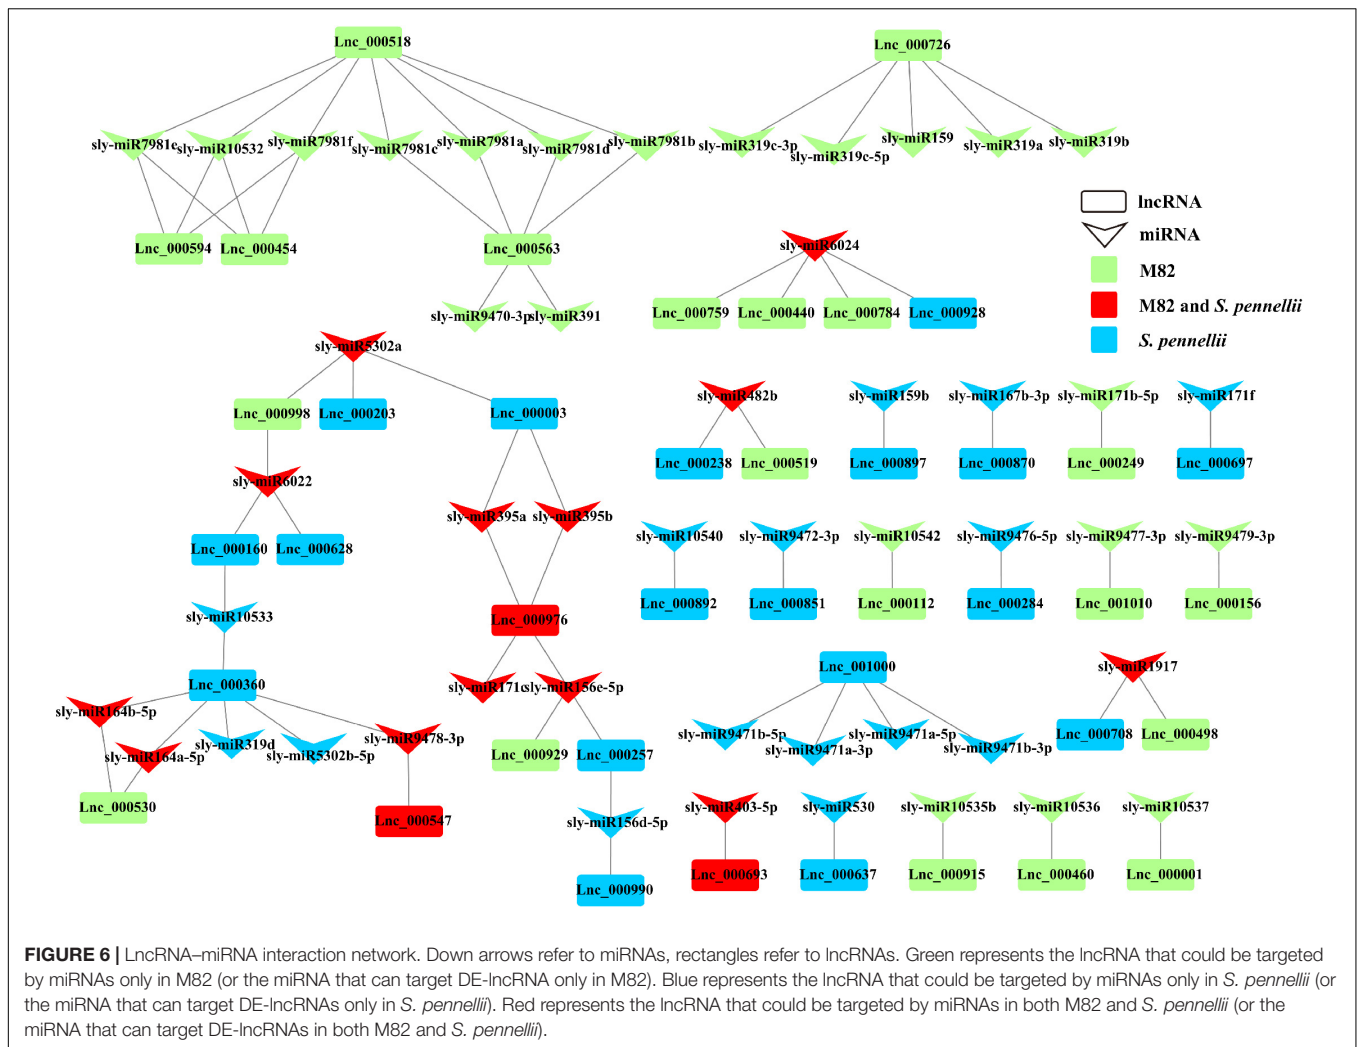 Lnc_000518
Lnc_000726
sly-miR7981e
sly-miR10532
sly-miR7981f
sly-miR7981c
sly-miR7981a
sly-miR7981d
sly-miR7981b
sly-miR319c-3p
sly-miR319c-5p
sly-miR159
sly-miR319a
sly-miR319b
lncRNA
miRNA
M82
M82 and S. pennellii
S. pennellii
Lnc_000594
Lnc_000454
Lnc_000563
sly-miR6024
sly-miR9470-3p
sly-miR391
Lnc_000759
Lnc_000440
Lnc_000784
Lnc_000928
sly-miR5302a
Lnc_000998
Lnc_000203
Lnc_000003
sly-miR482b
sly-miR159b
sly-miR167b-3p
sly-miR171b-5p
sly-miR171f
Lnc_000238
Lnc_000519
Lnc_000897
Lnc_000870
Lnc_000249
Lnc_000697
sly-miR6022
sly-miR395a
sly-miR395b
Lnc_000160
Lnc_000628
sly-miR10540
sly-miR9472-3p
sly-miR10542
sly-miR9476-5p
sly-miR9477-3p
sly-miR9479-3p
Lnc_000892
Lnc_000851
Lnc_000112
Lnc_000284
Lnc_001010
Lnc_000156
sly-miR10533
Lnc_000976
Lnc_000360
sly-miR171c
sly-miR156e-5p
Lnc_001000
sly-miR1917
sly-miR164b-5p
sly-miR164a-5p
sly-miR319d
sly-miR5302b-5p
sly-miR9478-3p
Lnc_000929
Lnc_000257
sly-miR9471b-5p
sly-miR9471a-3p
sly-miR9471a-5p
sly-miR9471b-3p
Lnc_000708
Lnc_000498
Lnc_000530
Lnc_000547
sly-miR156d-5p
sly-miR403-5p
sly-miR530
sly-miR10535b
sly-miR10536
sly-miR10537
Lnc_000990
Lnc_000693
Lnc_000637
Lnc_000915
Lnc_000460
Lnc_000001
FIGURE 6 | LncRNA–miRNA interaction network. Down arrows refer to miRNAs, rectangles refer to lncRNAs. Green represents the lncRNA that could be targeted
by miRNAs only in M82 (or the miRNA that can target DE-lncRNA only in M82). Blue represents the lncRNA that could be targeted by miRNAs only in S. pennellii (or
the miRNA that can target DE-lncRNAs only in S. pennellii). Red represents the lncRNA that could be targeted by miRNAs in both M82 and S. pennellii (or the
miRNA that can target DE-lncRNAs in both M82 and S. pennellii).